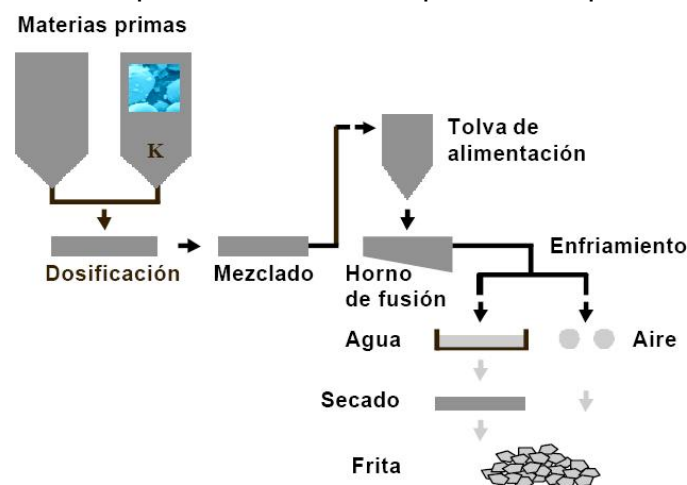 Materias primas
K
Tolva de
alimentación
Dosificación
Mezclado
Horno
de fusión
Enfriamiento
Agua
Aire
Secado
Frita